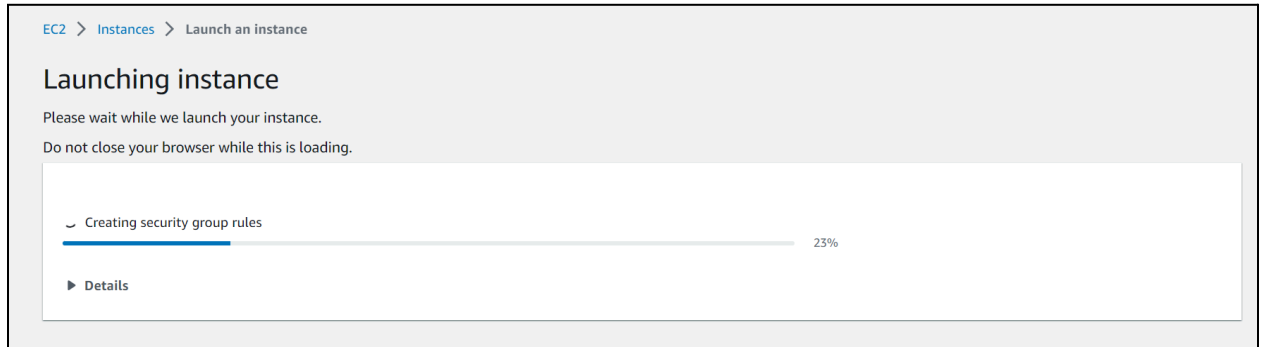 EC2 > Instances > Launch an instance
Launching instance
Please wait while we launch your instance.
Do not close your browser while this is loading.
Creating security group rules
23%
Details